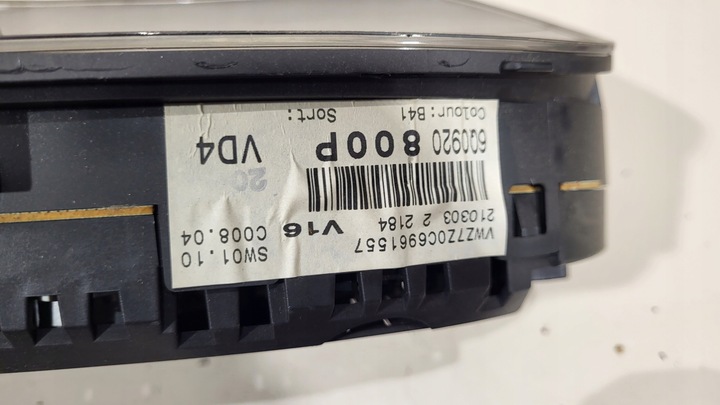 VWZ7Z0C6961557
210303 2 2184
V16
SW01.10
C008.04
6Q0920 800P
VD4
20
Colour: B41
Sort: